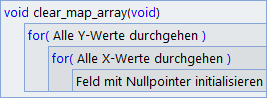 void clear_map_array(void)
for( Alle Y-Werte durchgehen )
for( Alle X-Werte durchgehen )
Feld mit Nullpointer initialisieren